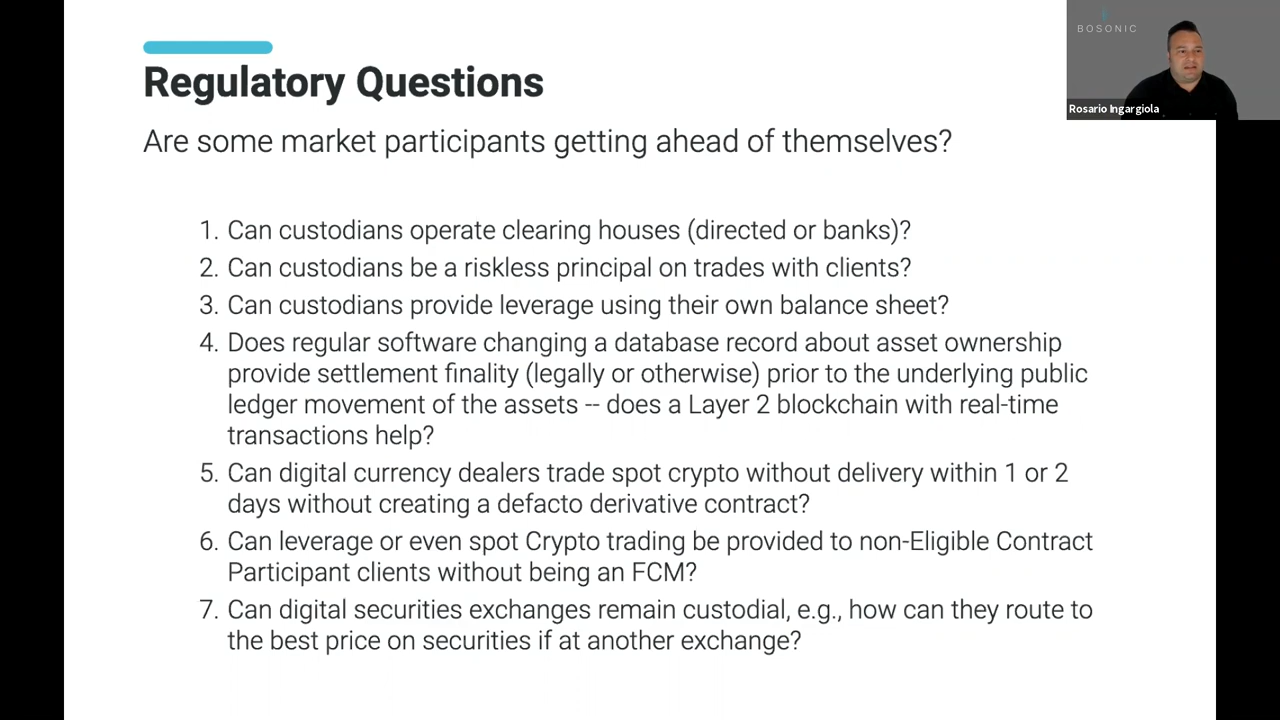 BOSONIC
Rosario Ingargiola
Regulatory Questions
Are some market participants getting ahead of themselves?
1. Can custodians operate clearing houses (directed or banks)?
2. Can custodians be a riskless principal on trades with clients?
3. Can custodians provide leverage using their own balance sheet?
4. Does regular software changing a database record about asset ownership
provide settlement finality (legally or otherwise) prior to the underlying public
ledger movement of the assets -- does a Layer 2 blockchain with real-time
transactions help?
5. Can digital currency dealers trade spot crypto without delivery within 1 or 2
days without creating a defacto derivative contract?
6. Can leverage or even spot Crypto trading be provided to non-Eligible Contract
Participant clients without being an FCM?
7. Can digital securities exchanges remain custodial, e.g., how can they route to
the best price on securities if at another exchange?